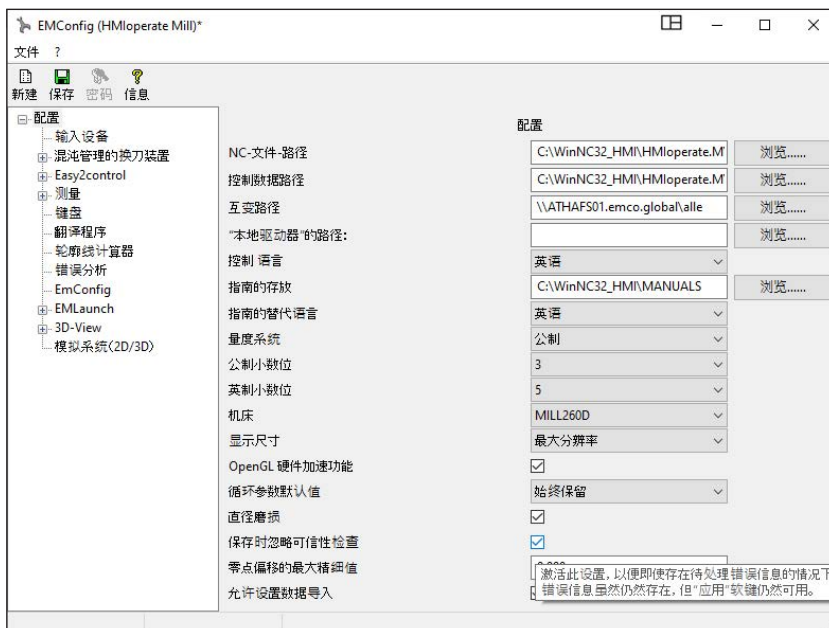 EMConfig (HMIoperate Mill)*
文件 ?
新建 保存 密码 信息
配置
输入设备
混沌管理的换刀装置
Easy2control
测量
键盘
翻译程序
轮廓线计算器
错误分析
EmConfig
EMLaunch
3D-View
模拟系统(2D/3D)
配置
NC-文件-路径 C:\WinNC32_HMI\HMIoperate.M 浏览......
控制数据路径 C:\WinNC32_HMI\HMIoperate.M 浏览......
互变路径 \\ATHAFS01.emco.global\alle 浏览......
"本地驱动器"的路径: 浏览......
控制 语言 英语
指南的存放 C:\WinNC32_HMI\MANUALS 浏览......
指南的替代语言 英语
量度系统 公制
公制小数位 3
英制小数位 5
机床 MILL260D
显示尺寸 最大分辨率
OpenGL 硬件加速功能
循环参数默认值 始终保留
直径磨损
保存时忽略可信性检查
零点偏移的最大精细值
激活此设置, 以便即使存在待处理错误信息的情况下
允许设置数据导入
错误信息虽然仍然存在, 但"应用"软键仍然可用。